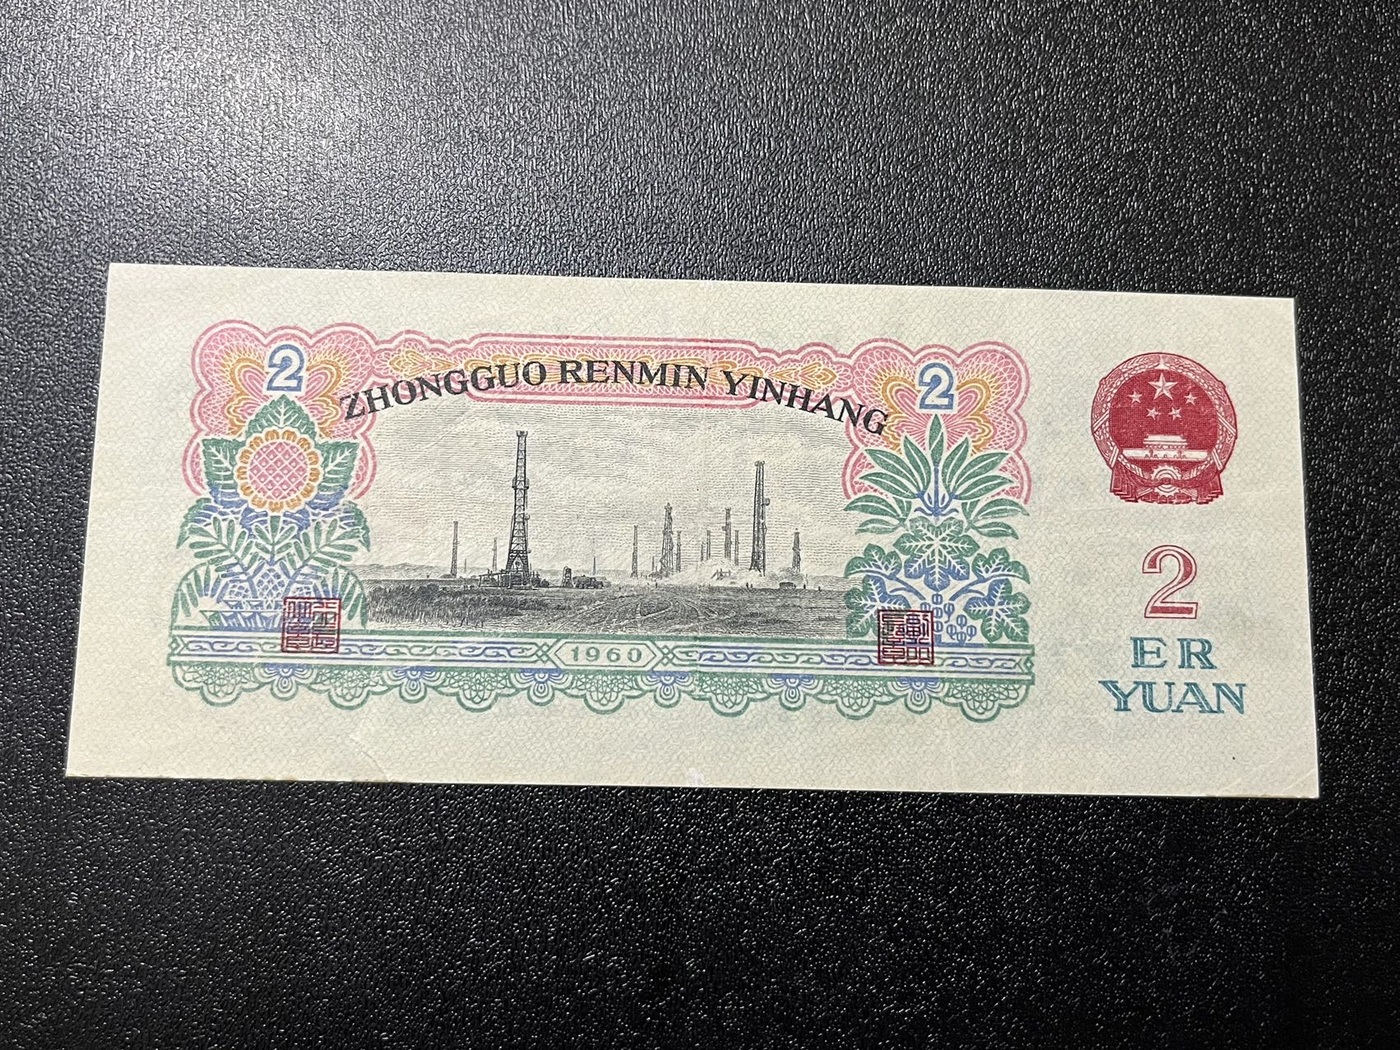 2
2
ZHONGGUO RENMIN YINHANG
1960
2
ER
YUAN